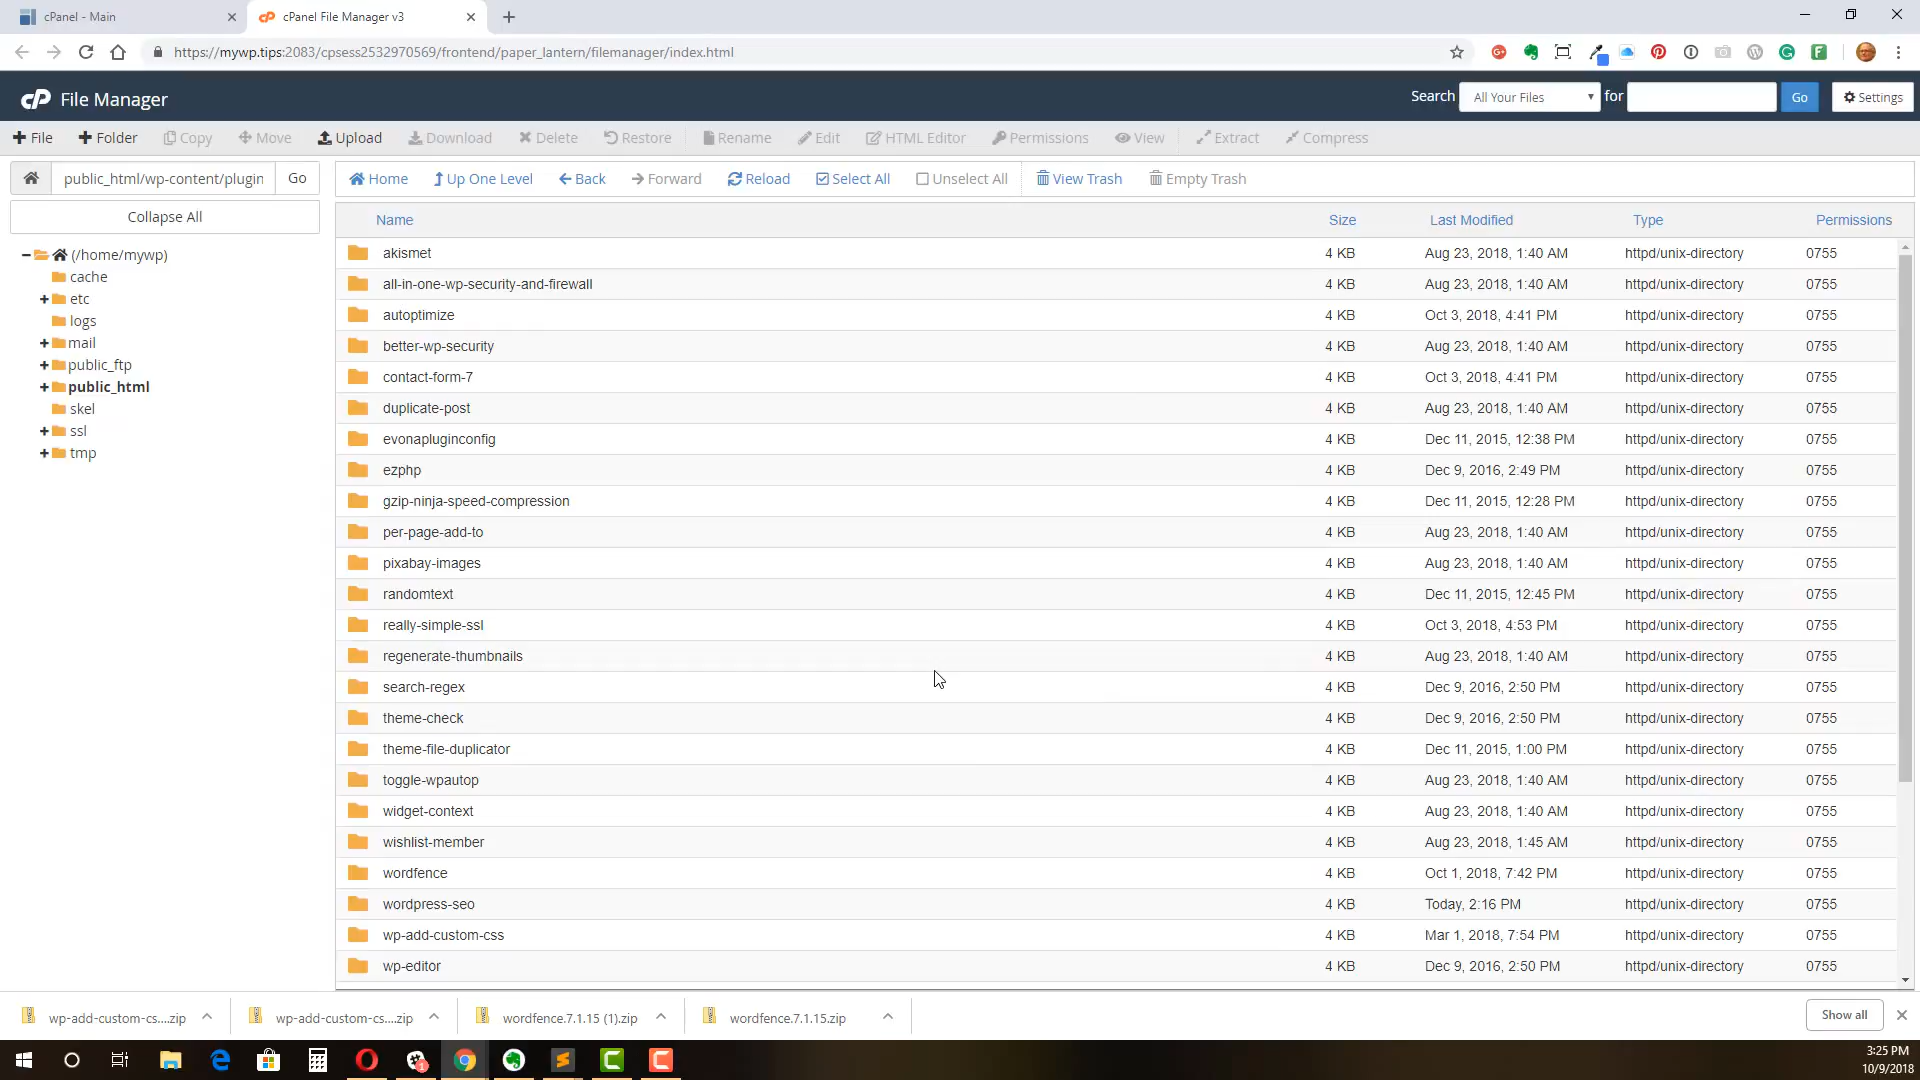 cPanel - Main
cPanel File Manager v3
https://mywp.tips:2083/cpsess2532970569/frontend/paper_lantern/filemanager/index.html
cP File Manager
Search All Your Files for Go Settings
File Folder Copy Move Upload Download Delete Restore Rename Edit HTML Editor Permissions View Extract Compress
public_html/wp-content/plugin Go
Home Up One Level Back Forward Reload Select All Unselect All View Trash Empty Trash
Collapse All
(/home/mywp)
cache
etc
logs
mail
public_ftp
public_html
skel
ssl
tmp
Name Size Last Modified Type Permissions
akismet 4 KB Aug 23, 2018, 1:40 AM httpd/unix-directory 0755
all-in-one-wp-security-and-firewall 4 KB Aug 23, 2018, 1:40 AM httpd/unix-directory 0755
autoptimize 4 KB Oct 3, 2018, 4:41 PM httpd/unix-directory 0755
better-wp-security 4 KB Aug 23, 2018, 1:40 AM httpd/unix-directory 0755
contact-form-7 4 KB Oct 3, 2018, 4:41 PM httpd/unix-directory 0755
duplicate-post 4 KB Aug 23, 2018, 1:40 AM httpd/unix-directory 0755
evonapluginconfig 4 KB Dec 11, 2015, 12:38 PM httpd/unix-directory 0755
ezphp 4 KB Dec 9, 2016, 2:49 PM httpd/unix-directory 0755
gzip-ninja-speed-compression 4 KB Dec 11, 2015, 12:28 PM httpd/unix-directory 0755
per-page-add-to 4 KB Aug 23, 2018, 1:40 AM httpd/unix-directory 0755
pixabay-images 4 KB Aug 23, 2018, 1:40 AM httpd/unix-directory 0755
randomtext 4 KB Dec 11, 2015, 12:45 PM httpd/unix-directory 0755
really-simple-ssl 4 KB Oct 3, 2018, 4:53 PM httpd/unix-directory 0755
regenerate-thumbnails 4 KB Aug 23, 2018, 1:40 AM httpd/unix-directory 0755
search-regex 4 KB Dec 9, 2016, 2:50 PM httpd/unix-directory 0755
theme-check 4 KB Dec 9, 2016, 2:50 PM httpd/unix-directory 0755
theme-file-duplicator 4 KB Dec 11, 2015, 1:00 PM httpd/unix-directory 0755
toggle-wpautop 4 KB Aug 23, 2018, 1:40 AM httpd/unix-directory 0755
widget-context 4 KB Aug 23, 2018, 1:40 AM httpd/unix-directory 0755
wishlist-member 4 KB Aug 23, 2018, 1:45 AM httpd/unix-directory 0755
wordfence 4 KB Oct 1, 2018, 7:42 PM httpd/unix-directory 0755
wordpress-seo 4 KB Today, 2:16 PM httpd/unix-directory 0755
wp-add-custom-css 4 KB Mar 1, 2018, 7:54 PM httpd/unix-directory 0755
wp-editor 4 KB Dec 9, 2016, 2:50 PM httpd/unix-directory 0755
wp-add-custom-cs....zip wp-add-custom-cs....zip wordfence.7.1.15 (1).zip wordfence.7.1.15.zip Show all
3:25 PM
10/9/2018